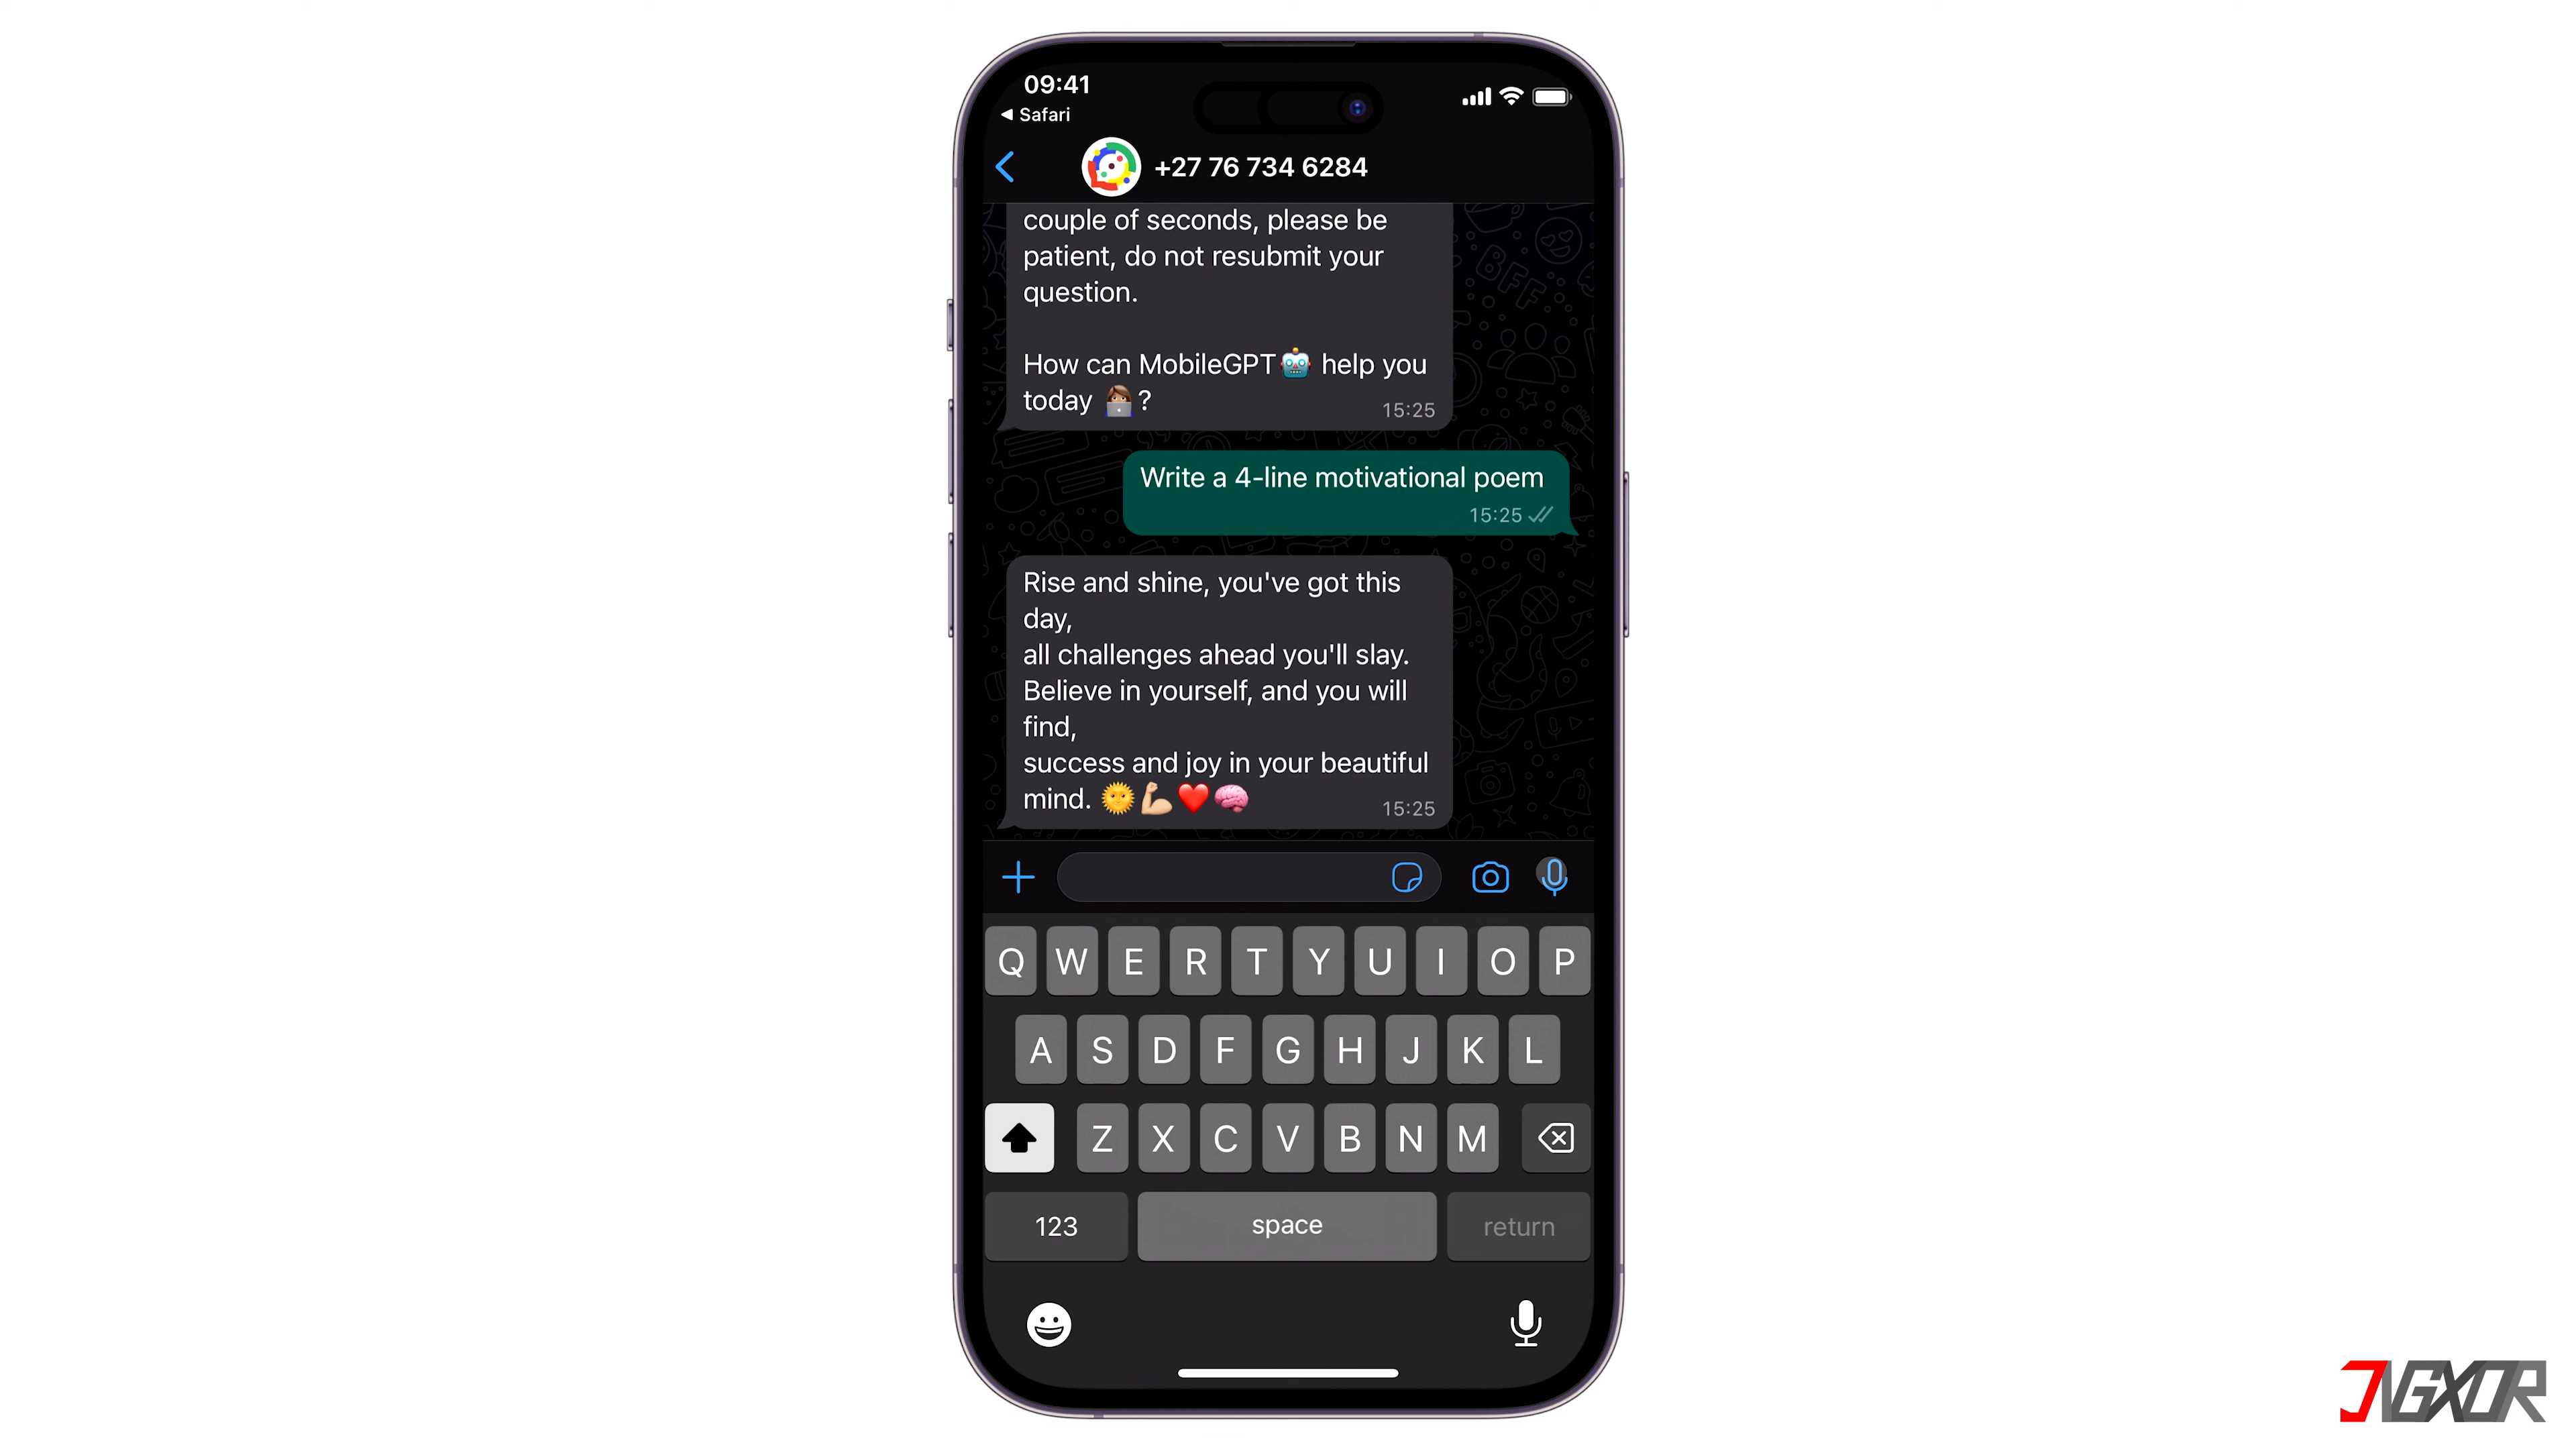 09:41
Safari
+27 76 734 6284
couple of seconds, please be
patient, do not resubmit your
question.
How can MobileGPT🤖 help you
today 👩🏽‍💻?
15:25
Write a 4-line motivational poem
15:25
Rise and shine, you've got this
day,
all challenges ahead you'll slay.
Believe in yourself, and you will
find,
success and joy in your beautiful
mind. 🌞💪🏼❤️🧠
15:25
Q W E R T Y U I O P
A S D F G H J K L
Z X C V B N M
123 space return
JNGXOR